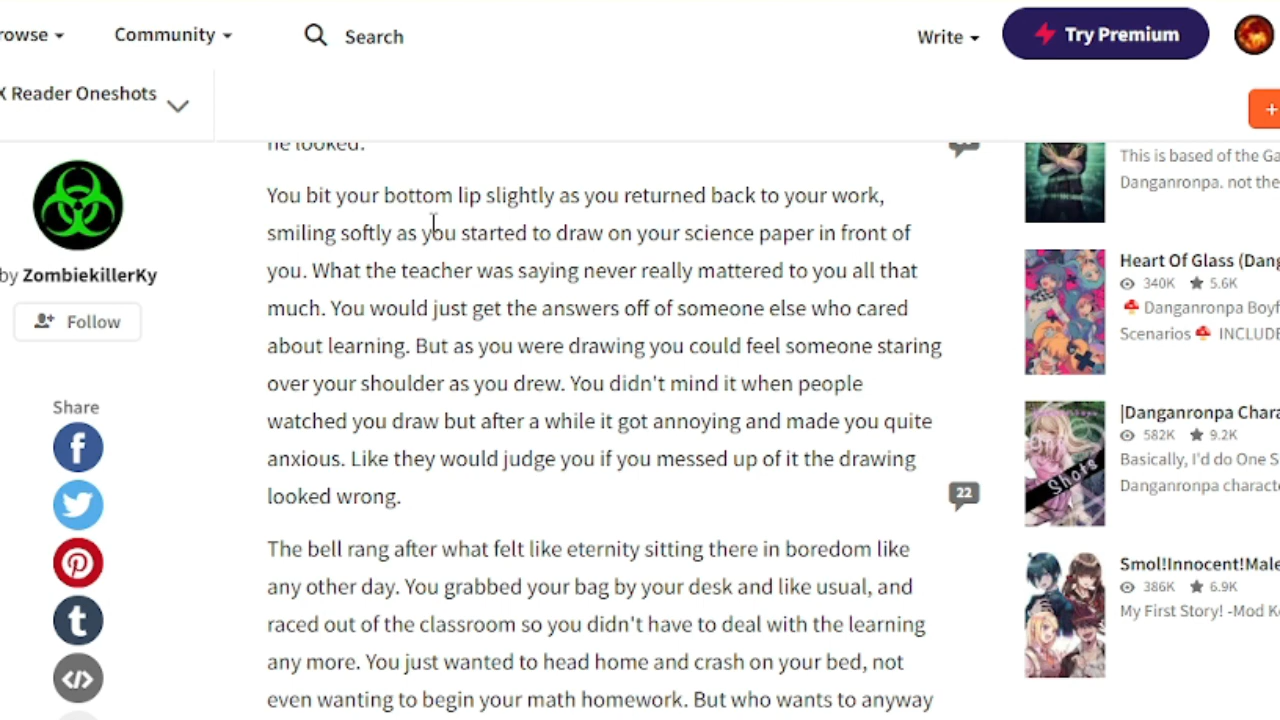 rowse
Community
Search
Write
Try Premium
X Reader Oneshots
+
by ZombiekillerKy
Follow
Share
f
t
</>
he looked.
You bit your bottom lip slightly as you returned back to your work,
smiling softly as you started to draw on your science paper in front of
you. What the teacher was saying never really mattered to you all that
much. You would just get the answers off of someone else who cared
about learning. But as you were drawing you could feel someone staring
over your shoulder as you drew. You didn't mind it when people
watched you draw but after a while it got annoying and made you quite
anxious. Like they would judge you if you messed up of it the drawing
looked wrong.
22
The bell rang after what felt like eternity sitting there in boredom like
any other day. You grabbed your bag by your desk and like usual, and
raced out of the classroom so you didn't have to deal with the learning
any more. You just wanted to head home and crash on your bed, not
even wanting to begin your math homework. But who wants to anyway
This is based of the Ga
Danganronpa. not the
Heart Of Glass (Dang
340K 5.6K
Danganronpa Boyf
Scenarios INCLUDE
|Danganronpa Chara
582K 9.2K
Basically, I'd do One S
Danganronpa characte
Shots
Smol!Innocent!Male
386K 6.9K
My First Story! -Mod K